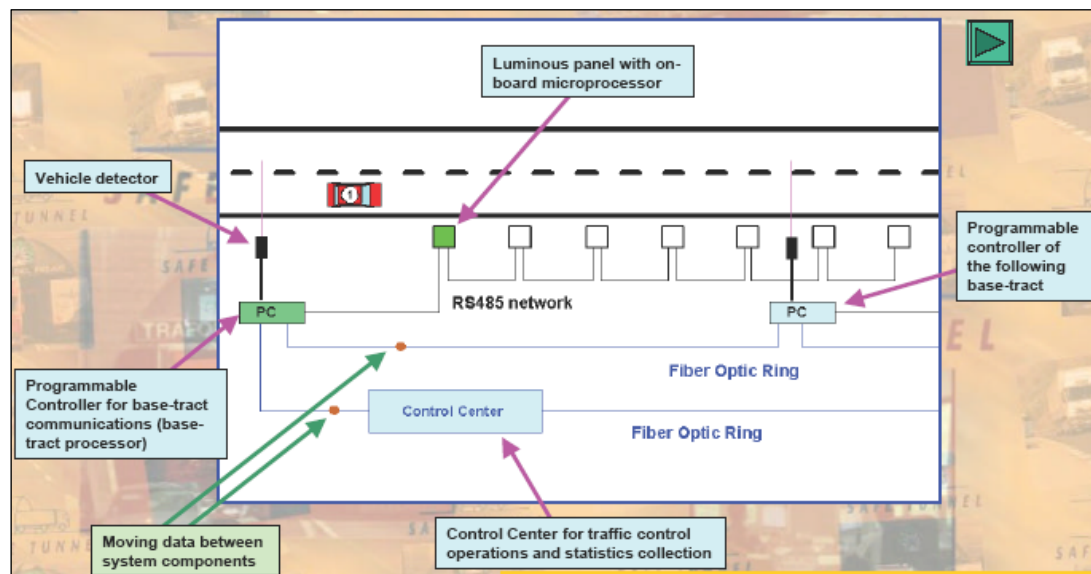 Luminous panel with on-
board microprocessor
Vehicle detector
1
Programmable
controller of
the following
base-tract
RS485 network
PC
PC
Fiber Optic Ring
Programmable
Controller for base-tract
communications (base-
tract processor)
Control Center
Fiber Optic Ring
Moving data between
system components
Control Center for traffic control
operations and statistics collection